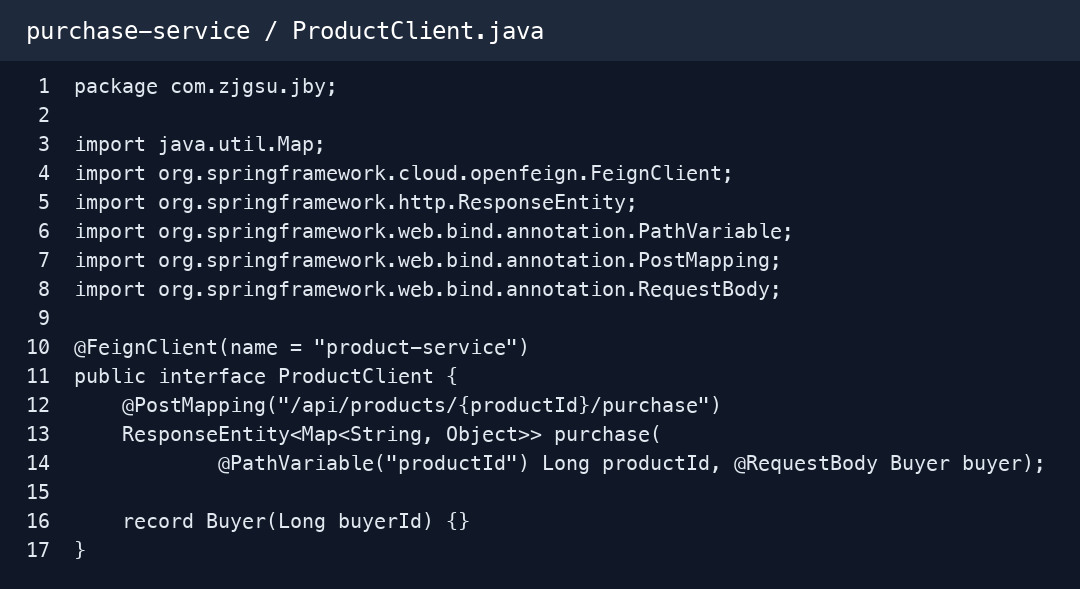 purchase-service / ProductClient.java
1 package com.zjgsu.jby;
2
3 import java.util.Map;
4 import org.springframework.cloud.openfeign.FeignClient;
5 import org.springframework.http.ResponseEntity;
6 import org.springframework.web.bind.annotation.PathVariable;
7 import org.springframework.web.bind.annotation.PostMapping;
8 import org.springframework.web.bind.annotation.RequestBody;
9
10 @FeignClient(name = "product-service")
11 public interface ProductClient {
12     @PostMapping("/api/products/{productId}/purchase")
13     ResponseEntity<Map<String, Object>> purchase(
14             @PathVariable("productId") Long productId, @RequestBody Buyer buyer);
15
16     record Buyer(Long buyerId) {}
17 }